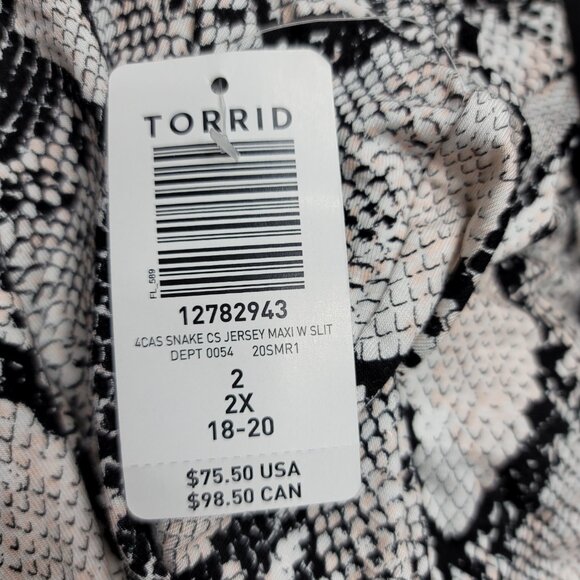 TORRID
FL_589
12782943
4CAS SNAKE CS JERSEY MAXI W SLIT
DEPT 0054 20SMR1
2
2X
18-20
$75.50 USA
$98.50 CAN